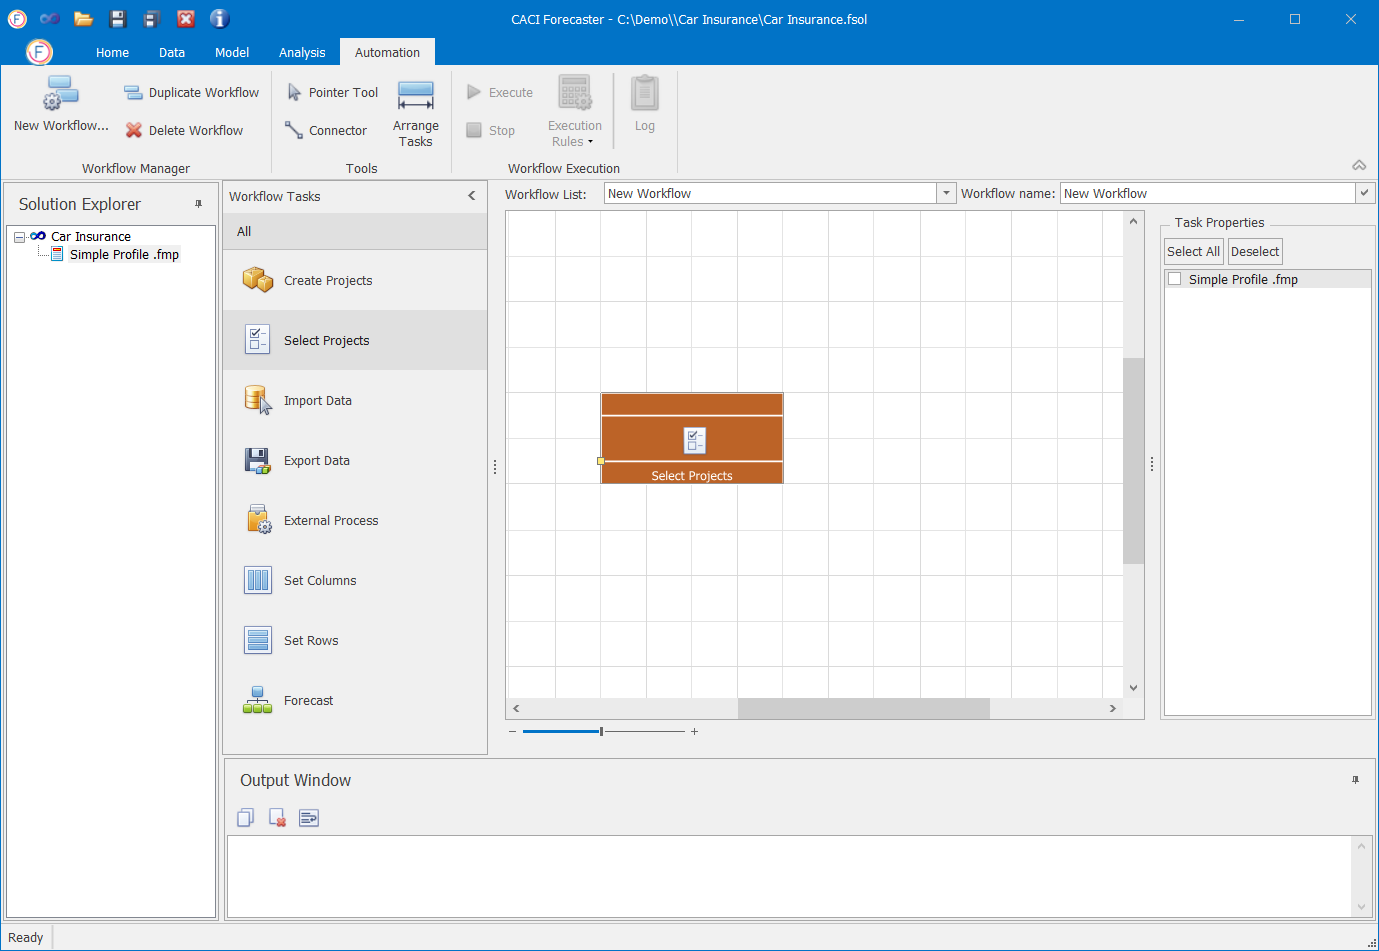 CACI Forecaster - C:\Demo\\Car Insurance\Car Insurance.fsol
F Home Data Model Analysis Automation
New Workflow...
Duplicate Workflow
Delete Workflow
Workflow Manager
Pointer Tool
Connector
Arrange
Tasks
Tools
Execute
Stop
Execution
Rules
Workflow Execution
Log
Solution Explorer
Car Insurance
Simple Profile .fmp
Workflow Tasks
All
Create Projects
Select Projects
Import Data
Export Data
External Process
Set Columns
Set Rows
Forecast
Workflow List: New Workflow
Workflow name: New Workflow
Select Projects
Task Properties
Select All Deselect
Simple Profile .fmp
Output Window
Ready